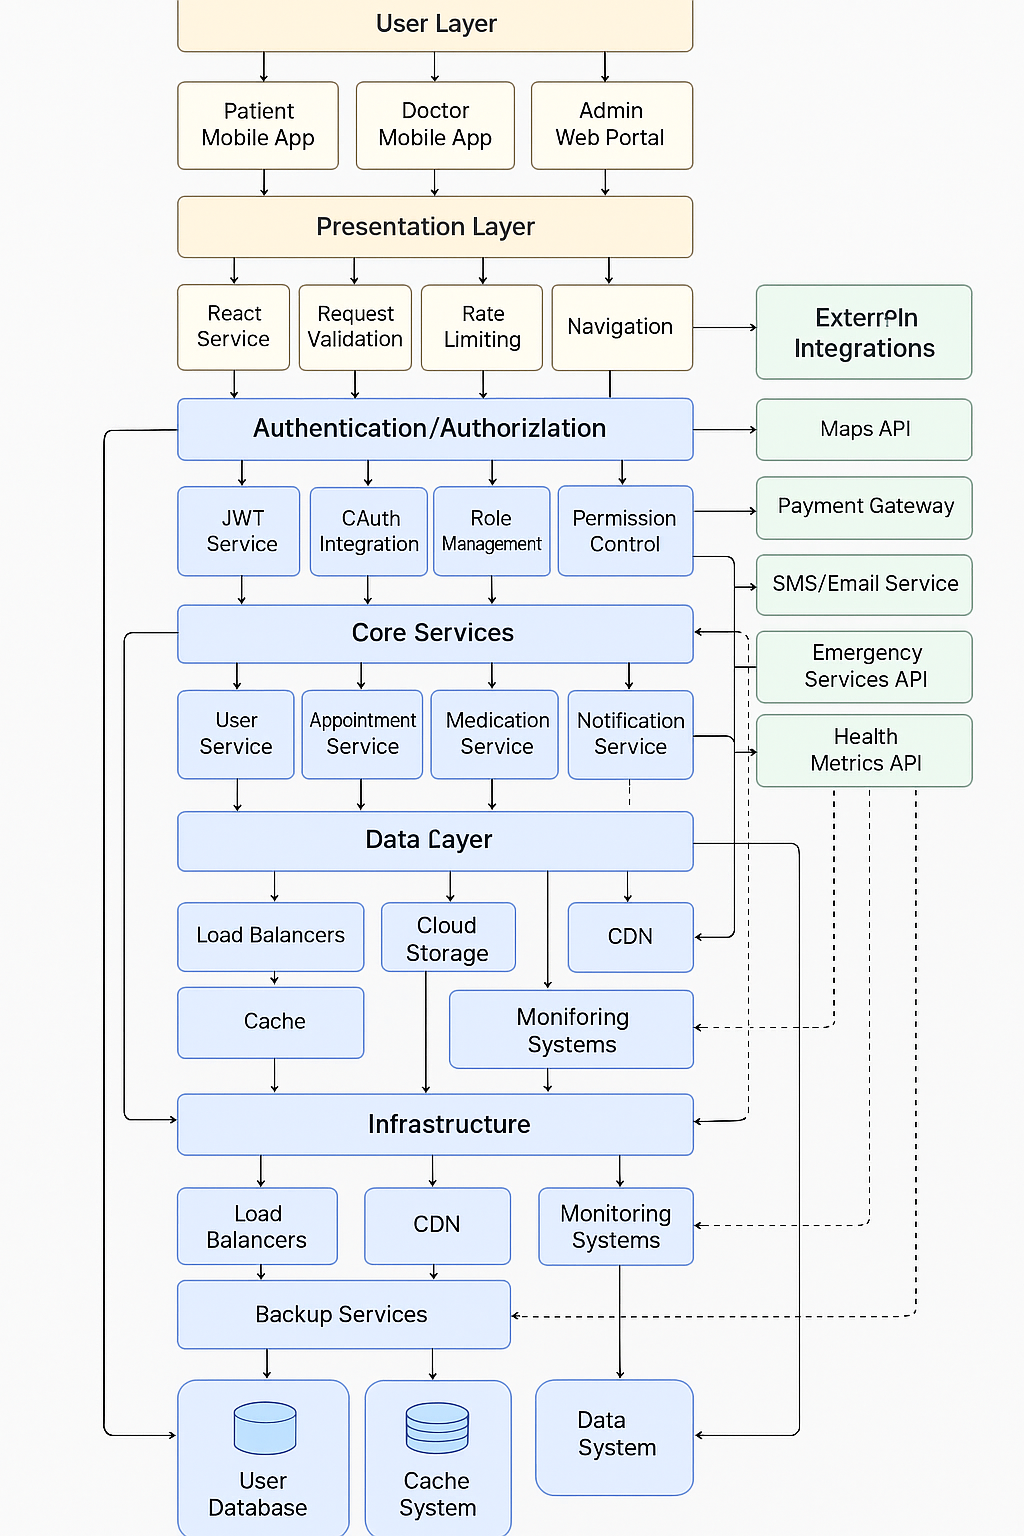 User Layer
Patient
Mobile App
Doctor
Mobile App
Admin
Web Portal
Presentation Layer
React
Service
Request
Validation
Rate
Limiting
Navigation
Integrations
Authentication/Authorizlation
Maps API
JWT
Service
CAuth
Integration
Role
Management
Permission
Control
Payment Gateway
SMS/Email Service
Core Services
Emergency
Services API
User
Service
Appointment
Service
Medication
Service
Notification
Service
Health
Metrics API
Data Layer
Load Balancers
Cloud
Storage
CDN
Cache
Moniforing
Systems
Infrastructure
Load
Balancers
CDN
Monitoring
Systems
Backup Services
User
Database
Cache
System
Data
System